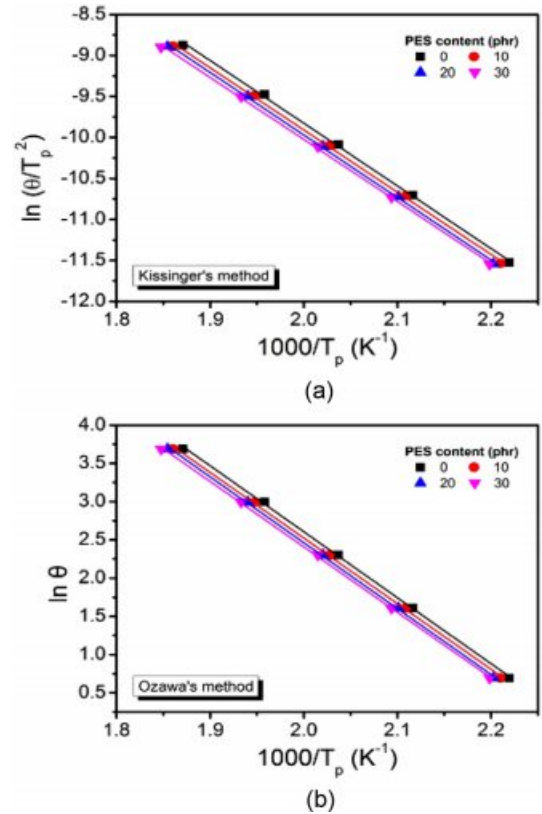 PES content (phr)
0 10
20 30
ln (θ/Tp²)
-8.5
-9.0
-9.5
-10.0
-10.5
-11.0
-11.5
-12.0
Kissinger's method
1.8 1.9 2.0 2.1 2.2
1000/Tp (K⁻¹)
(a)
PES content (phr)
0 10
20 30
ln θ
4.0
3.5
3.0
2.5
2.0
1.5
1.0
0.5
Ozawa's method
1.8 1.9 2.0 2.1 2.2
1000/Tp (K⁻¹)
(b)